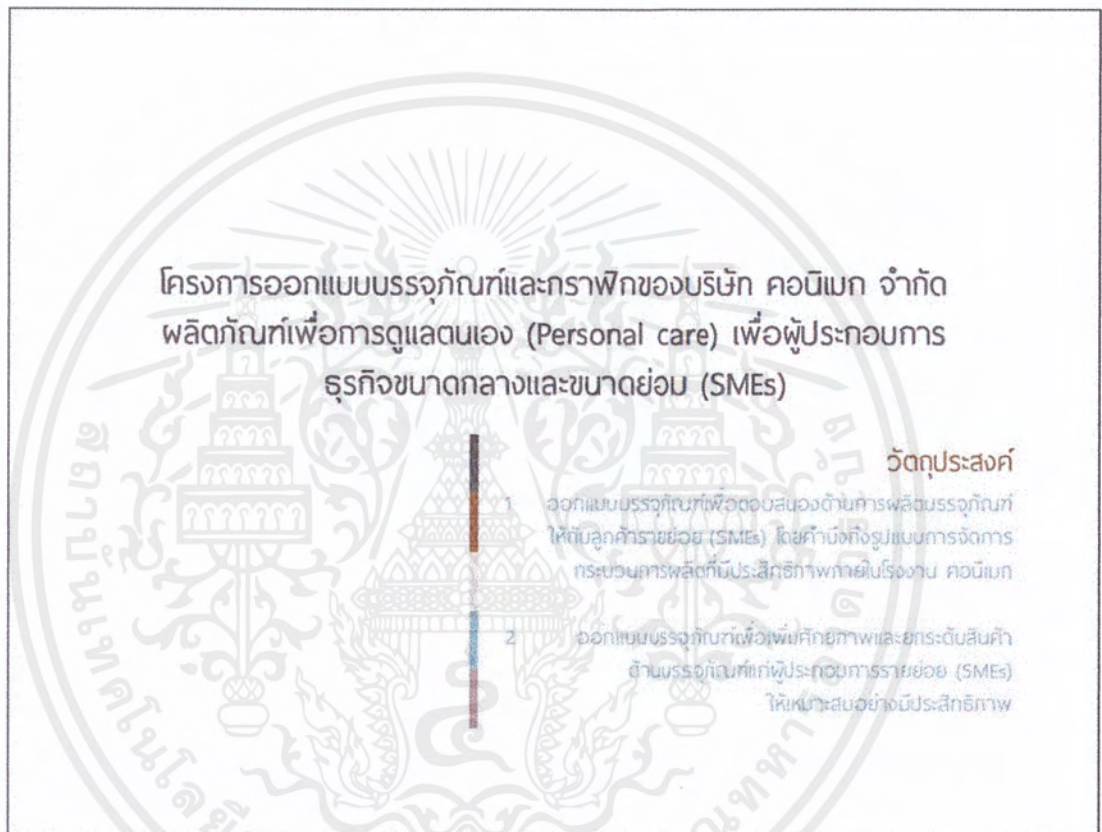 โครงการออกแบบบรรจุภัณฑ์และกราฟิกของบริษัท คอนิเมก จำกัด
ผลิตภัณฑ์เพื่อการดูแลตนเอง (Personal care) เพื่อผู้ประกอบการ
ธุรกิจขนาดกลางและขนาดย่อม (SMEs)
วัตถุประสงค์
1 ออกแบบบรรจุภัณฑ์เพื่อตอบสนองด้านการผลิตบรรจุภัณฑ์
ให้กับลูกค้ารายย่อย (SMEs) โดยคำนึงถึงรูปแบบการจัดการ
กระบวนการผลิตที่มีประสิทธิภาพภายในโรงงาน คอนิเมก
2 ออกแบบบรรจุภัณฑ์เพื่อเพิ่มศักยภาพและยกระดับสินค้า
ด้านบรรจุภัณฑ์แก่ผู้ประกอบการรายย่อย (SMEs)
ให้เหมาะสมอย่างมีประสิทธิภาพ
สถาบันเทคโนโลยี